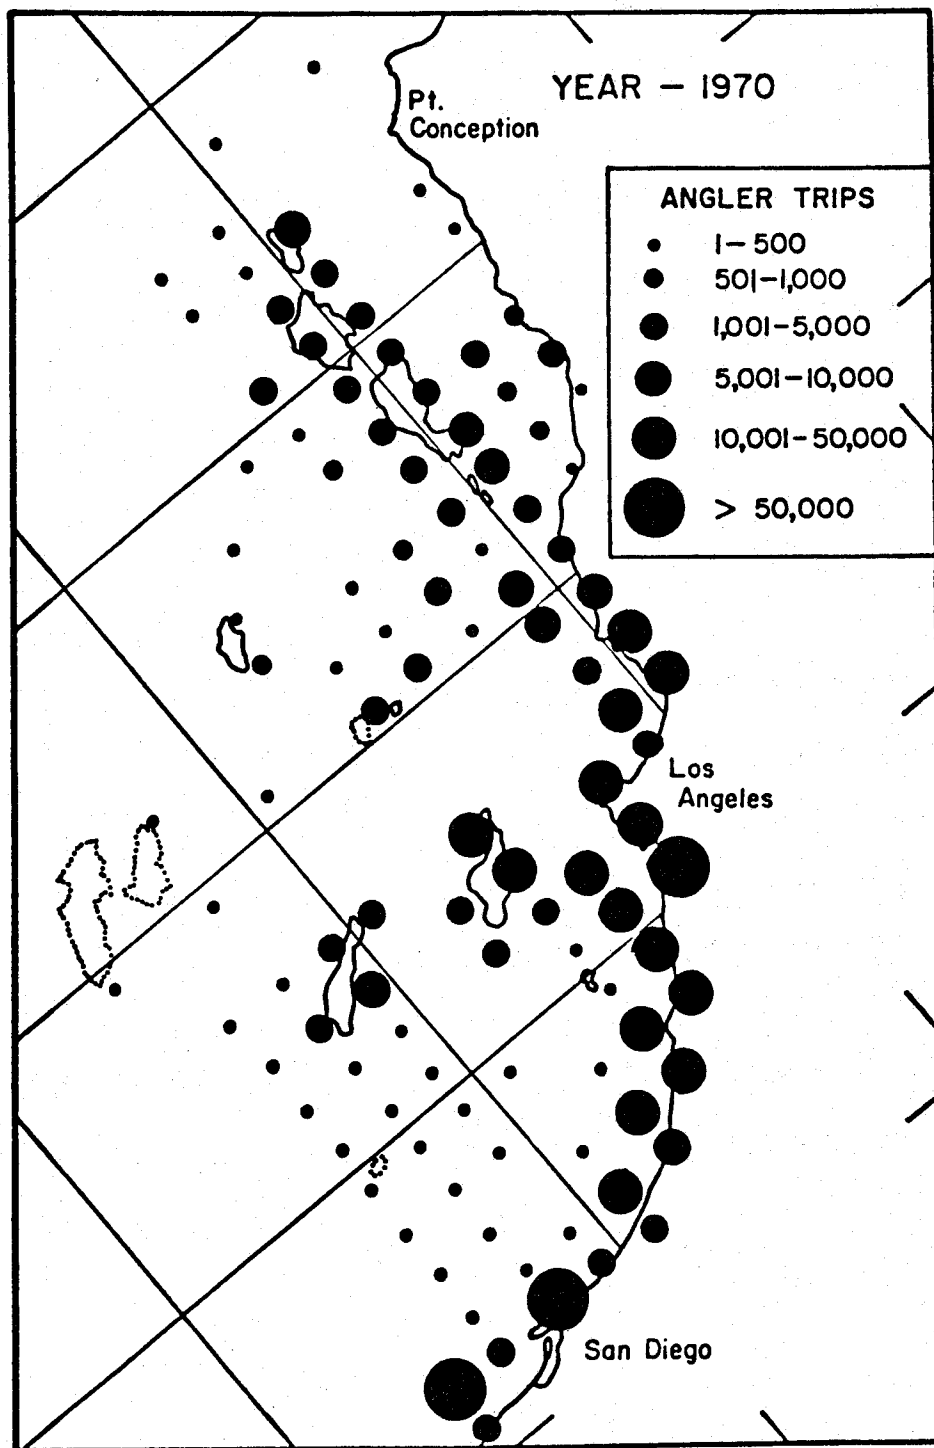 YEAR – 1970
Pt.
Conception
ANGLER TRIPS
1–500
501–1,000
1,001–5,000
5,001–10,000
10,001–50,000
> 50,000
Los
Angeles
San Diego